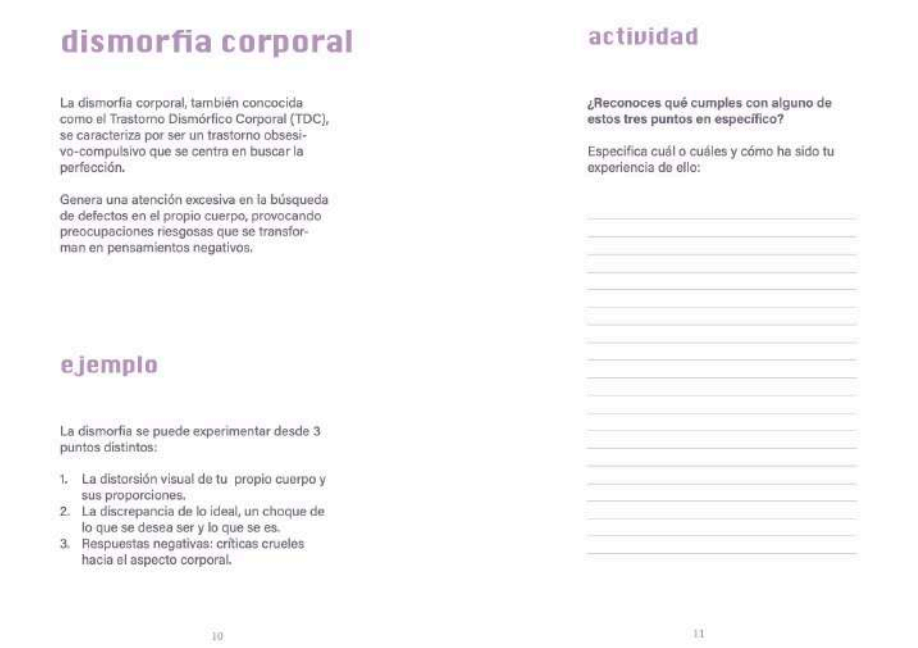 dismorfia corporal
La dismorfia corporal, también concocida
como el Trastorno Dismórfico Corporal (TDC),
se caracteriza por ser un trastorno obsesi-
vo-compulsivo que se centra en buscar la
perfección.
Genera una atención excesiva en la búsqueda
de defectos en el propio cuerpo, provocando
preocupaciones riesgosas que se transfor-
man en pensamientos negativos.
ejemplo
La dismorfia se puede experimentar desde 3
puntos distintos:
1. La distorsión visual de tu propio cuerpo y
sus proporciones.
2. La discrepancia de lo ideal, un choque de
lo que se desea ser y lo que se es.
3. Respuestas negativas: críticas crueles
hacia el aspecto corporal.
10
actividad
¿Reconoces qué cumples con alguno de
estos tres puntos en específico?
Especifica cuál o cuáles y cómo ha sido tu
experiencia de ello:
11